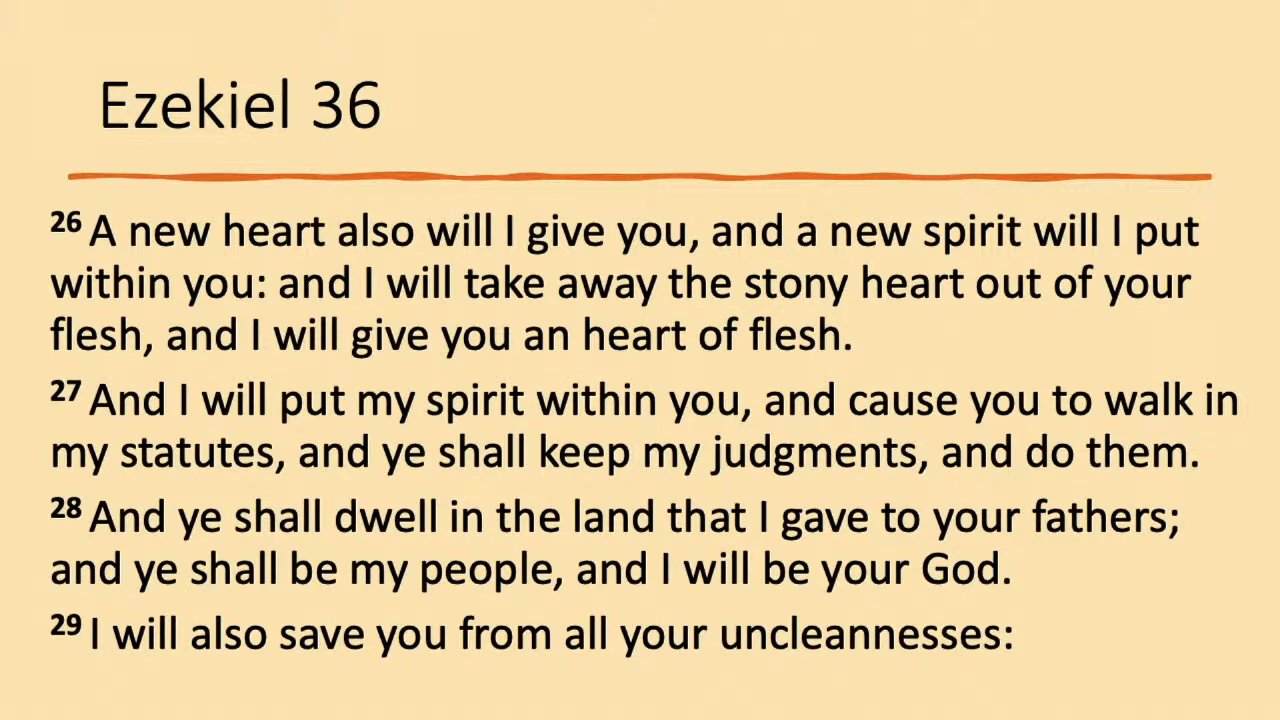 Ezekiel 36
26 A new heart also will I give you, and a new spirit will I put
within you: and I will take away the stony heart out of your
flesh, and I will give you an heart of flesh.
27 And I will put my spirit within you, and cause you to walk in
my statutes, and ye shall keep my judgments, and do them.
28 And ye shall dwell in the land that I gave to your fathers;
and ye shall be my people, and I will be your God.
29 I will also save you from all your uncleannesses: